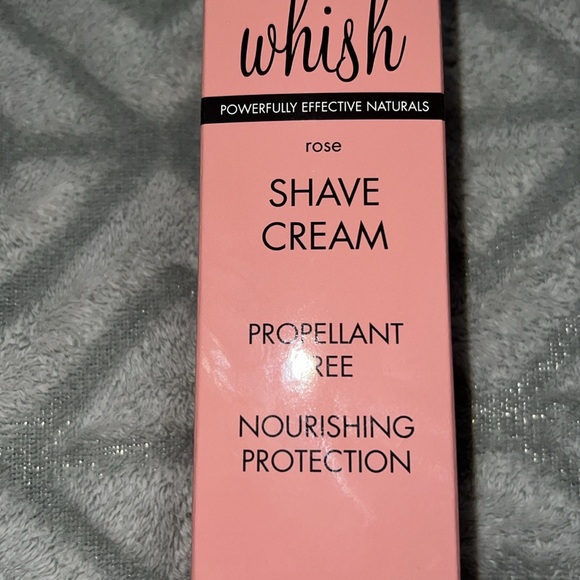 whish
POWERFULLY EFFECTIVE NATURALS
rose
SHAVE
CREAM
PROPELLANT
FREE
NOURISHING
PROTECTION